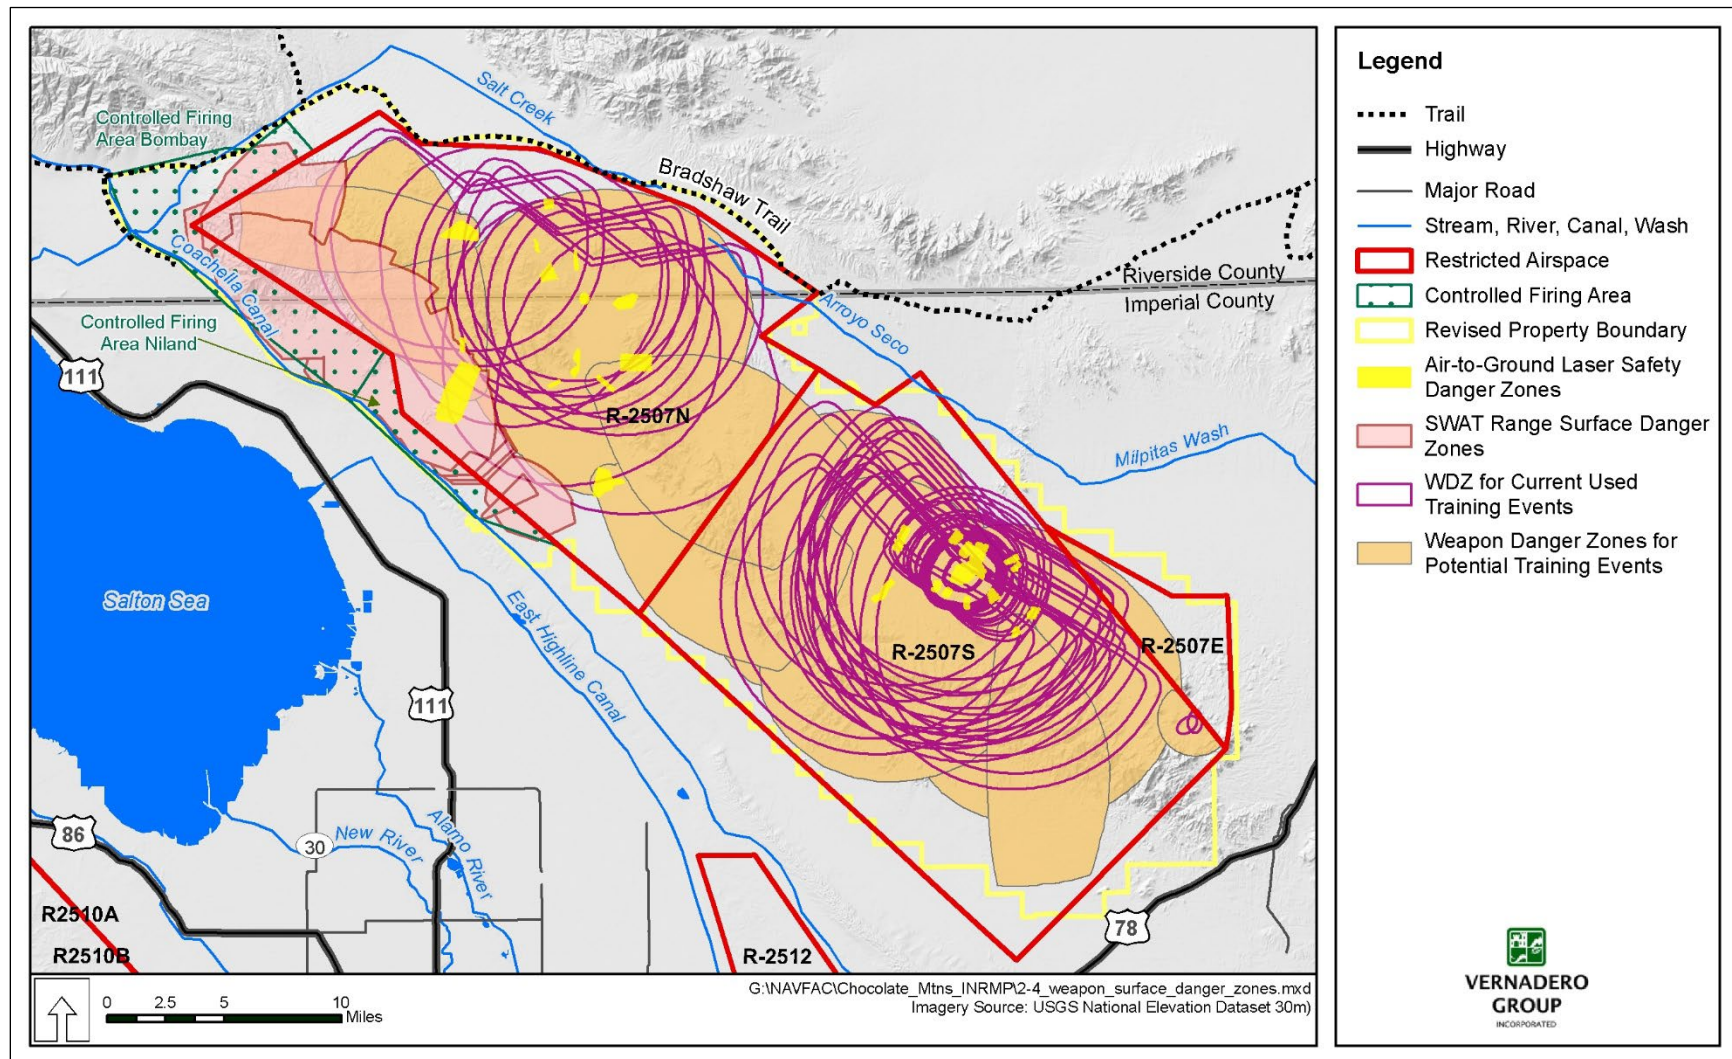 Controlled Firing
Area Bombay
Salt Creek
Bradshaw Trail
Coachella Canal
Controlled Firing
Area Niland
Riverside County
Imperial County
Arroyo Seco
111
R-2507N
Milpitas Wash
Salton Sea
East Highline Canal
R-2507S
R-2507E
111
86
30
New River
Alamo River
78
R2510A
R2510B
R-2512
0 2.5 5 10
Miles
G:\NAVFAC\Chocolate_Mtns_INRMP\2-4_weapon_surface_danger_zones.mxd
Imagery Source: USGS National Elevation Dataset 30m)
Legend
Trail
Highway
Major Road
Stream, River, Canal, Wash
Restricted Airspace
Controlled Firing Area
Revised Property Boundary
Air-to-Ground Laser Safety
Danger Zones
SWAT Range Surface Danger
Zones
WDZ for Current Used
Training Events
Weapon Danger Zones for
Potential Training Events
VERNADERO
GROUP
INCORPORATED